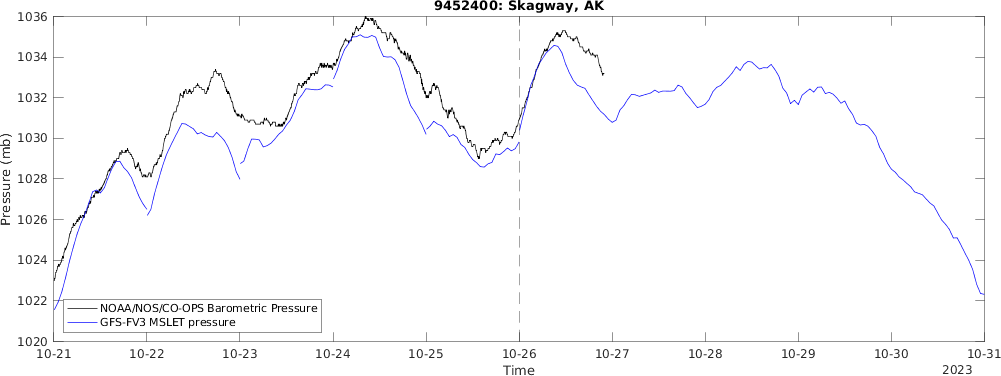 9452400: Skagway, AK
Pressure (mb)
1036
1034
1032
1030
1028
1026
1024
1022
1020
NOAA/NOS/CO-OPS Barometric Pressure
GFS-FV3 MSLET pressure
10-21 10-22 10-23 10-24 10-25 10-26 10-27 10-28 10-29 10-30 10-31
Time
2023